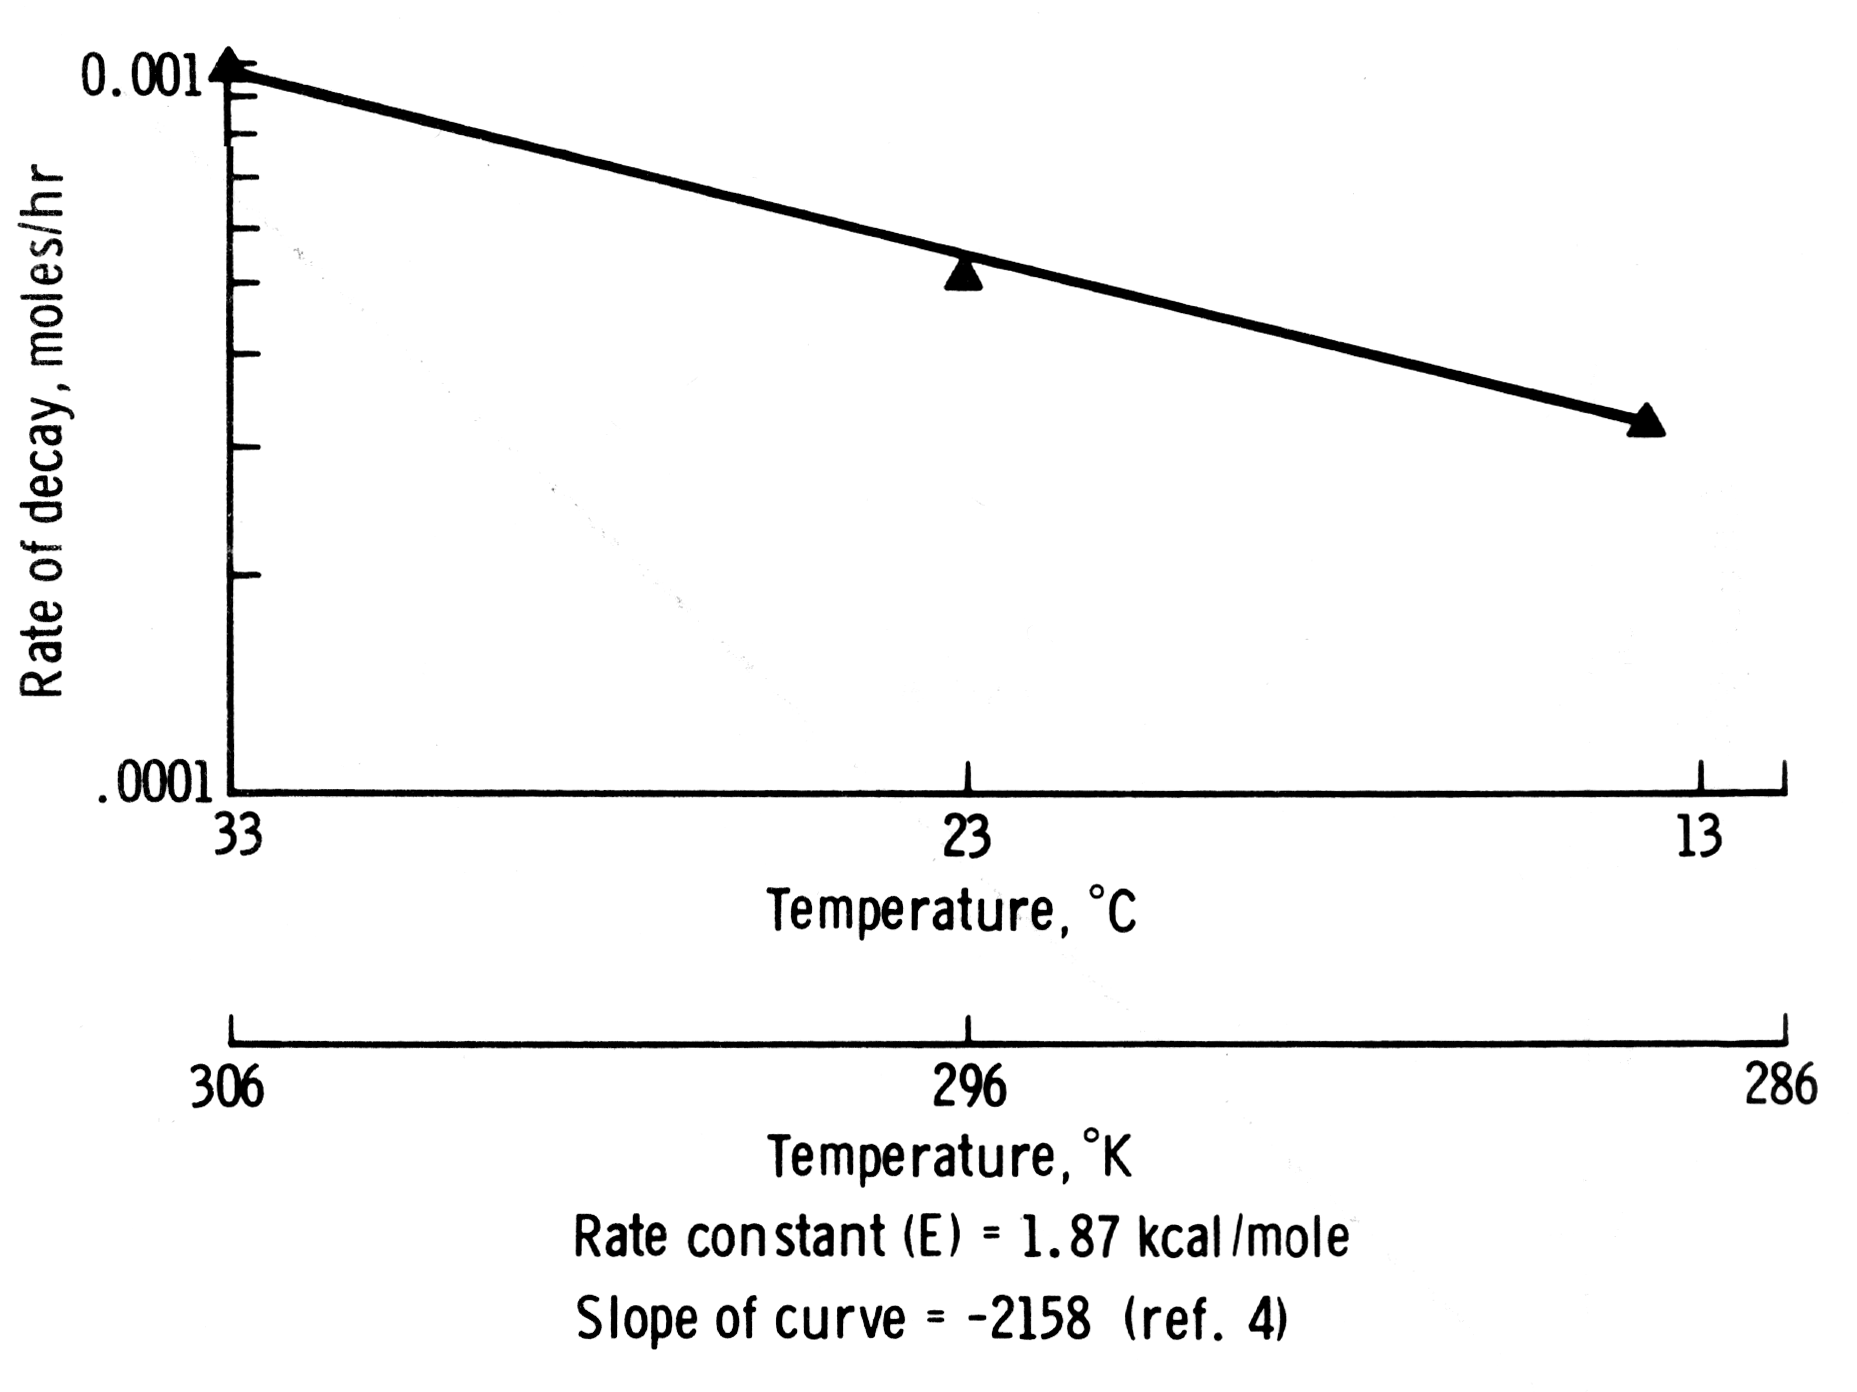 0.001
Rate of decay, moles/hr
.0001
33 23 13
Temperature, °C
306 296 286
Temperature, °K
Rate constant (E) = 1.87 kcal/mole
Slope of curve = -2158 (ref. 4)